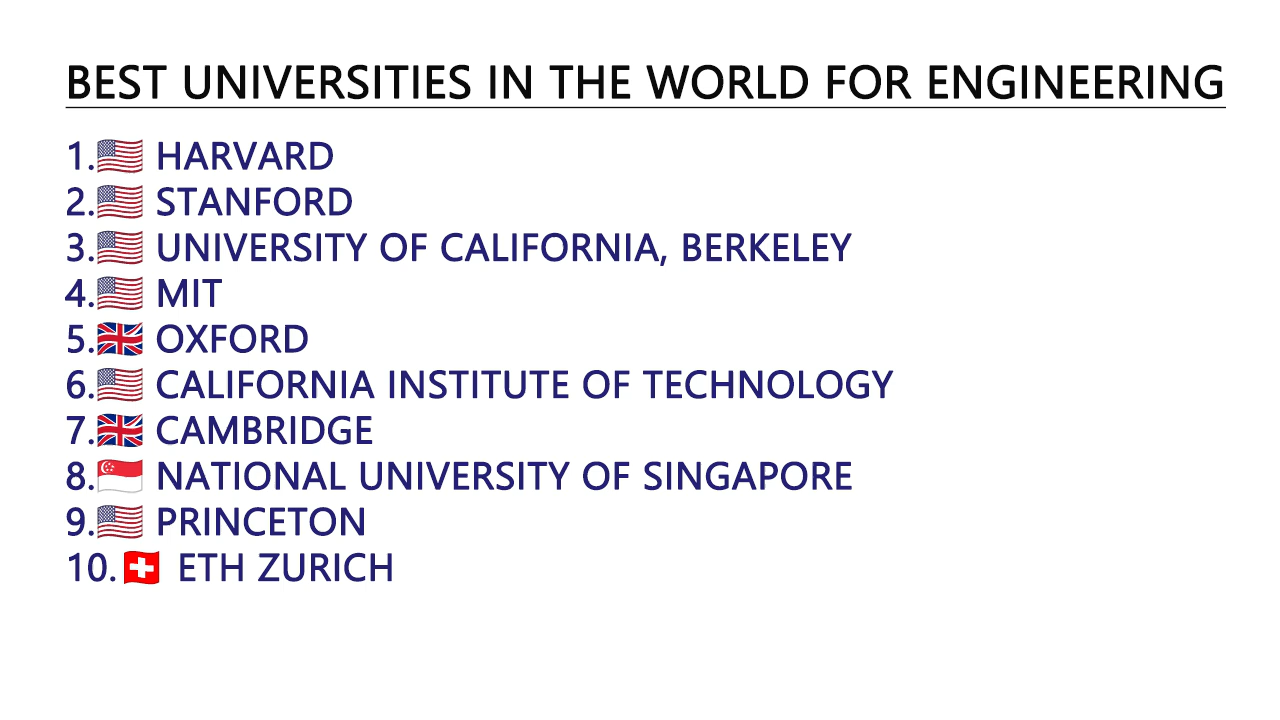 BEST UNIVERSITIES IN THE WORLD FOR ENGINEERING
1.🇺🇸 HARVARD
2.🇺🇸 STANFORD
3.🇺🇸 UNIVERSITY OF CALIFORNIA, BERKELEY
4.🇺🇸 MIT
5.🇬🇧 OXFORD
6.🇺🇸 CALIFORNIA INSTITUTE OF TECHNOLOGY
7.🇬🇧 CAMBRIDGE
8.🇸🇬 NATIONAL UNIVERSITY OF SINGAPORE
9.🇺🇸 PRINCETON
10.🇨🇭 ETH ZURICH